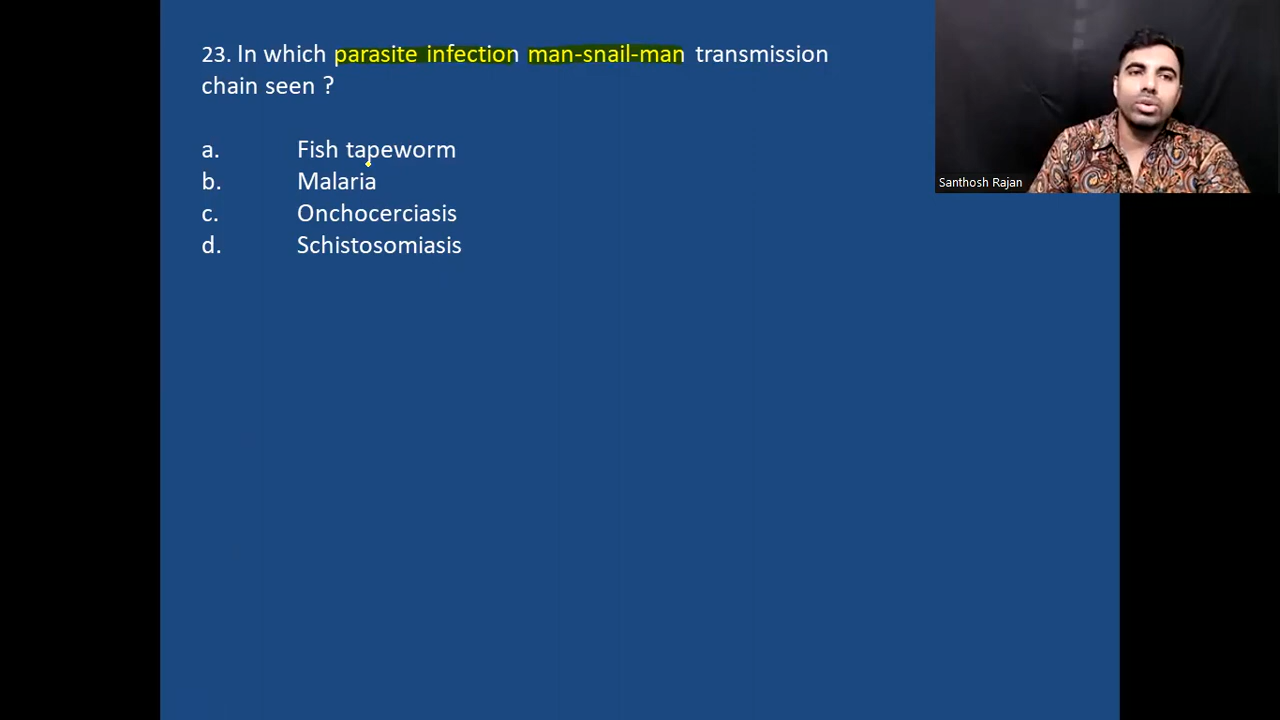 23. In which parasite infection man-snail-man transmission
chain seen ?
a. Fish tapeworm
b. Malaria
c. Onchocerciasis
d. Schistosomiasis
Santhosh Rajan